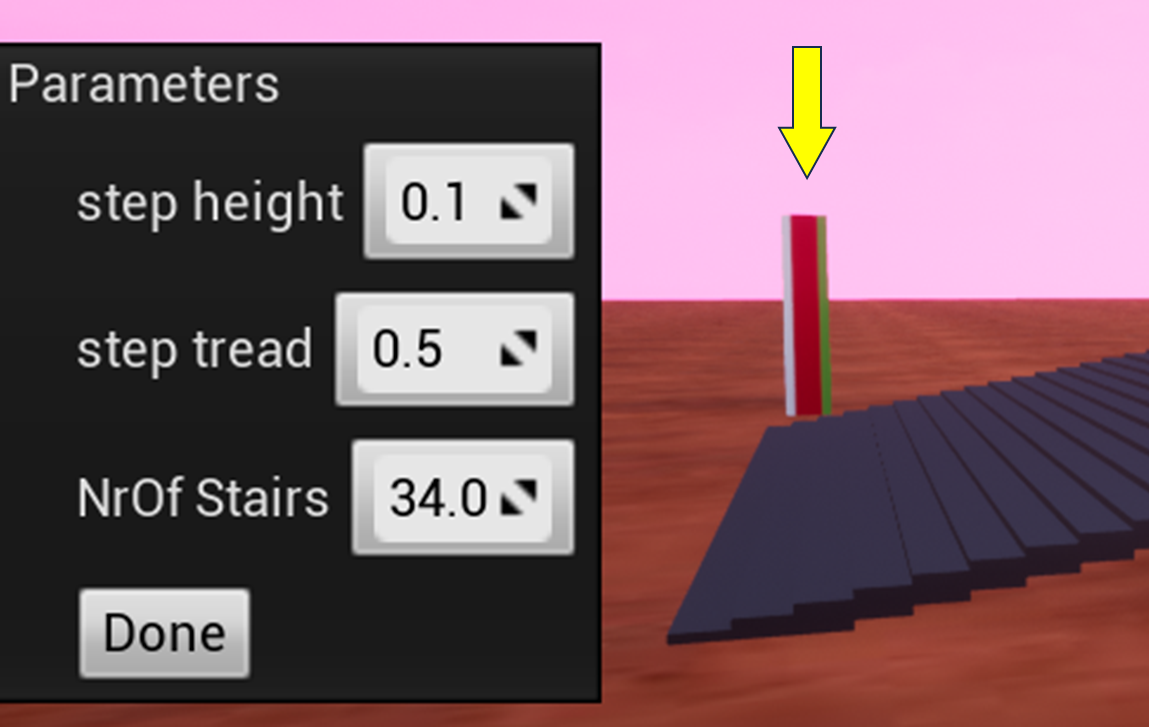 Parameters
step height 0.1
step tread 0.5
NrOf Stairs 34.0
Done